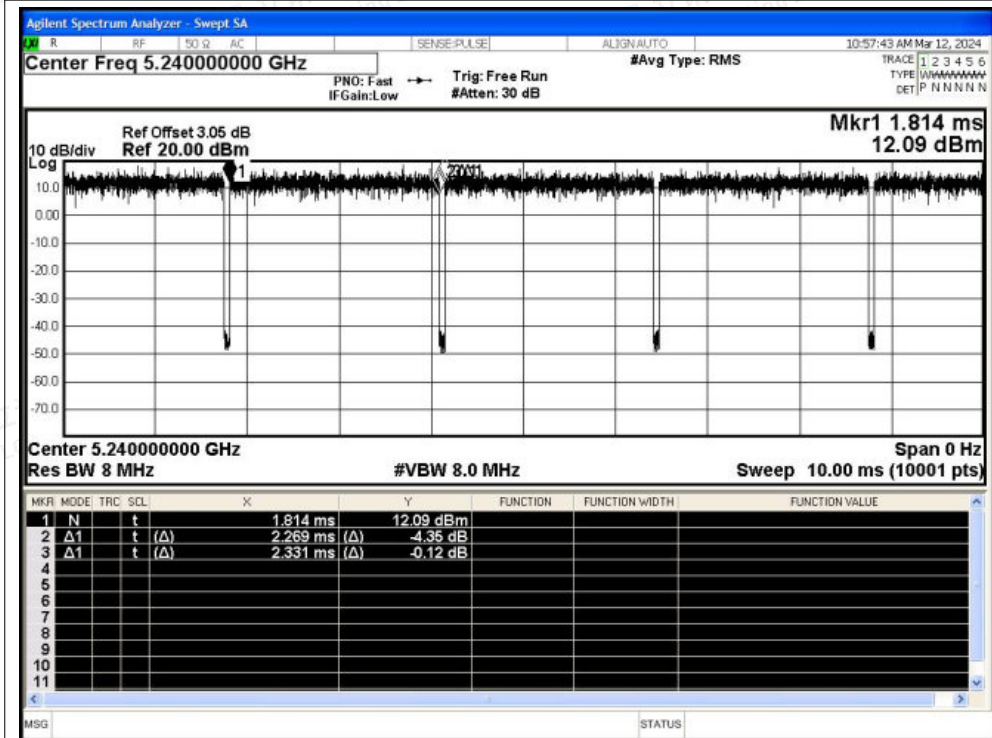 Agilent Spectrum Analyzer - Swept SA
LXI R RF 50 Ω AC SENSE:PULSE ALIGN AUTO 10:57:43 AM Mar 12, 2024
Center Freq 5.240000000 GHz #Avg Type: RMS TRACE 1 2 3 4 5 6
PNO: Fast Trig: Free Run TYPE WWWWWW
IFGain:Low #Atten: 30 dB DET P N N N N N
Mkr1 1.814 ms
Ref Offset 3.05 dB
10 dB/div Ref 20.00 dBm 12.09 dBm
Log
1
10.0
0.00
-10.0
-20.0
-30.0
-40.0
-50.0
-60.0
-70.0
Center 5.240000000 GHz Span 0 Hz
Res BW 8 MHz #VBW 8.0 MHz Sweep 10.00 ms (10001 pts)
MKR MODE TRC SCL X Y FUNCTION FUNCTION WIDTH FUNCTION VALUE
1 N t 1.814 ms 12.09 dBm
2 Δ1 t (Δ) 2.269 ms (Δ) -4.35 dB
3 Δ1 t (Δ) 2.331 ms (Δ) -0.12 dB
4
5
6
7
8
9
10
11
MSG STATUS